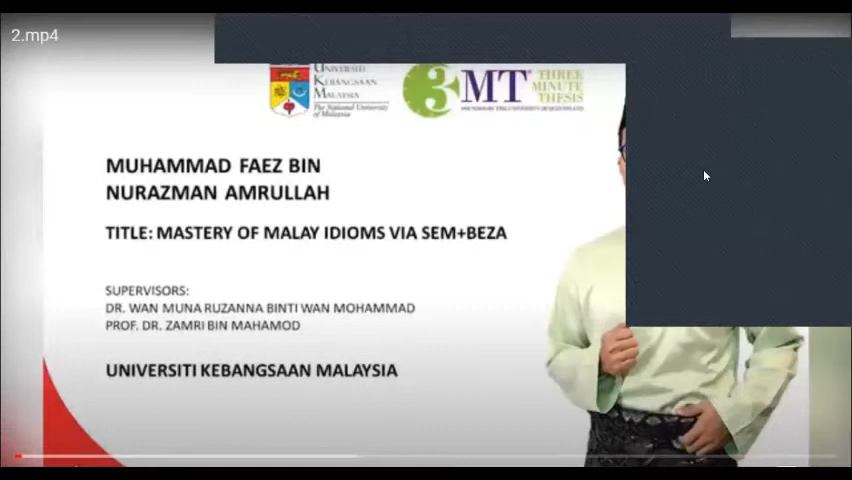 2.mp4
UNIVERSITI
KEBANGSAAN
MALAYSIA
The National University
of Malaysia
3MT THREE
MINUTE
THESIS
MUHAMMAD FAEZ BIN
NURAZMAN AMRULLAH
TITLE: MASTERY OF MALAY IDIOMS VIA SEM+BEZA
SUPERVISORS:
DR. WAN MUNA RUZANNA BINTI WAN MOHAMMAD
PROF. DR. ZAMRI BIN MAHAMOD
UNIVERSITI KEBANGSAAN MALAYSIA